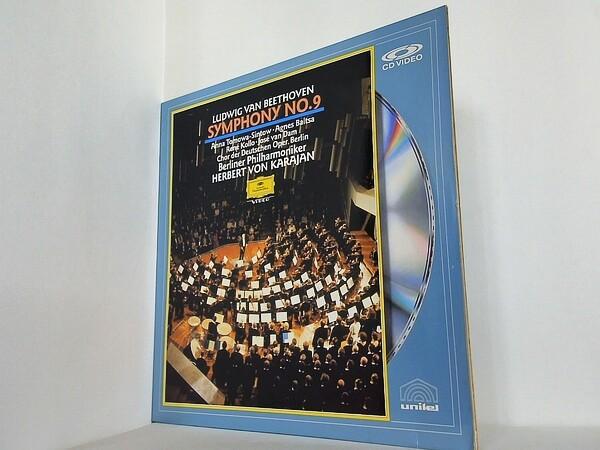 CD VIDEO
LUDWIG VAN BEETHOVEN
SYMPHONY NO.9
Anna Tomowa-Sintow · Agnes Baltsa
René Kollo · José van Dam
Chor der Deutschen Oper, Berlin
Berliner Philharmoniker
HERBERT VON KARAJAN
VIDEO
unitel